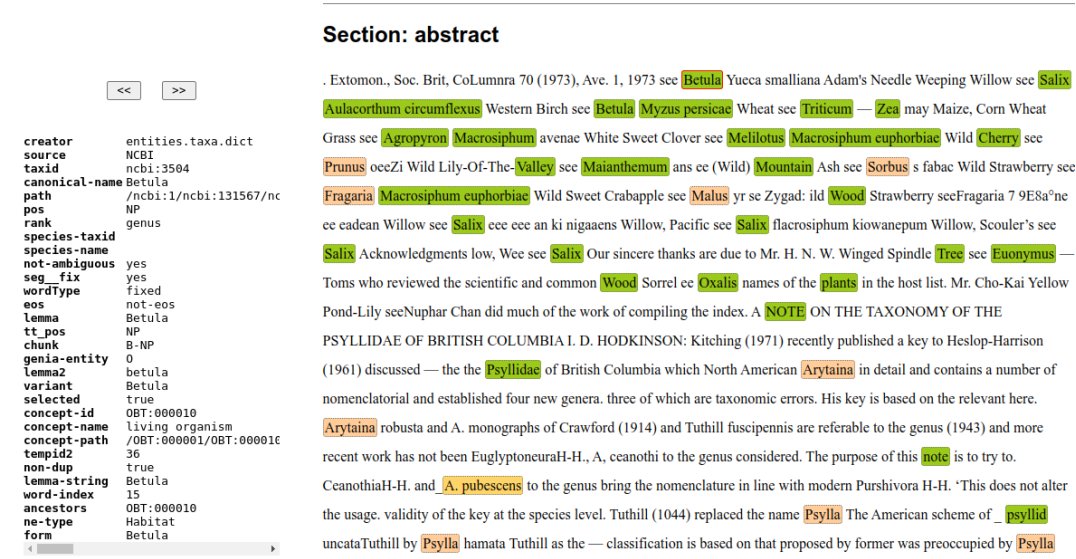 Section: abstract
<< >>
creator entities.taxa.dict
source NCBI
taxid ncbi:3504
canonical-name Betula
path /ncbi:1/ncbi:131567/nc
pos NP
rank genus
species-taxid
species-name
not-ambiguous yes
seg__fix yes
wordType fixed
eos not-eos
lemma Betula
tt_pos NP
chunk B-NP
genia-entity O
lemma2 betula
variant Betula
selected true
concept-id OBT:000010
concept-name living organism
concept-path /OBT:000001/OBT:000010
tempid2 36
non-dup true
lemma-string Betula
word-index 15
ancestors OBT:000010
ne-type Habitat
form Betula
. Extomon., Soc. Brit, CoLumnra 70 (1973), Ave. 1, 1973 see Betula Yueca smalliana Adam's Needle Weeping Willow see Salix
Aulacorthum circumflexus Western Birch see Betula Myzus persicae Wheat see Triticum — Zea may Maize, Corn Wheat
Grass see Agropyron Macrosiphum avenae White Sweet Clover see Melilotus Macrosiphum euphorbiae Wild Cherry see
Prunus oeeZi Wild Lily-Of-The-Valley see Maianthemum ans ee (Wild) Mountain Ash see Sorbus s fabac Wild Strawberry see
Fragaria Macrosiphum euphorbiae Wild Sweet Crabapple see Malus yr se Zygad: ild Wood Strawberry seeFragaria 7 9E8a°ne
ee eadean Willow see Salix eee eee an ki nigaaens Willow, Pacific see Salix flacrosiphum kiowanepum Willow, Scouler’s see
Salix Acknowledgments low, Wee see Salix Our sincere thanks are due to Mr. H. N. W. Winged Spindle Tree see Euonymus —
Toms who reviewed the scientific and common Wood Sorrel ee Oxalis names of the plants in the host list. Mr. Cho-Kai Yellow
Pond-Lily seeNuphar Chan did much of the work of compiling the index. A NOTE ON THE TAXONOMY OF THE
PSYLLIDAE OF BRITISH COLUMBIA I. D. HODKINSON: Kitching (1971) recently published a key to Heslop-Harrison
(1961) discussed — the the Psyllidae of British Columbia which North American Arytaina in detail and contains a number of
nomenclatorial and established four new genera. three of which are taxonomic errors. His key is based on the relevant here.
Arytaina robusta and A. monographs of Crawford (1914) and Tuthill fuscipennis are referable to the genus (1943) and more
recent work has not been EuglyptoneuraH-H., A, ceanothi to the genus considered. The purpose of this note is to try to.
CeanothiaH-H. and_A. pubescens to the genus bring the nomenclature in line with modern Purshivora H-H. ‘This does not alter
the usage. validity of the key at the species level. Tuthill (1044) replaced the name Psylla The American scheme of _ psyllid
uncataTuthill by Psylla hamata Tuthill as the — classification is based on that proposed by former was preoccupied by Psylla